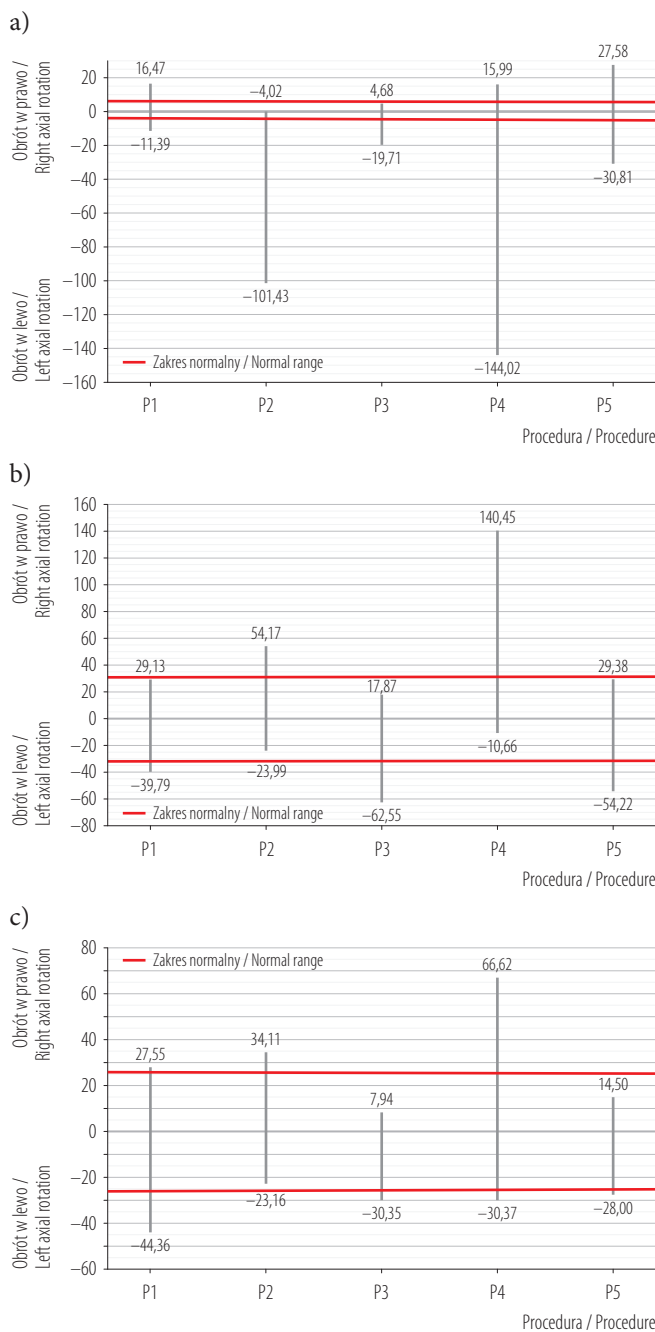 a)
Obrót w prawo /
Right axial rotation
Obrót w lewo /
Left axial rotation
20
0
−20
−40
−60
−80
−100
−120
−140
−160
16,47
−4,02
4,68
15,99
27,58
−11,39
−101,43
−19,71
−144,02
−30,81
Zakres normalny / Normal range
P1 P2 P3 P4 P5
Procedura / Procedure
b)
Obrót w prawo /
Right axial rotation
Obrót w lewo /
Left axial rotation
160
140
120
100
80
60
40
20
0
−20
−40
−60
−80
29,13
54,17
17,87
140,45
29,38
−39,79
−23,99
−62,55
−10,66
−54,22
Zakres normalny / Normal range
P1 P2 P3 P4 P5
Procedura / Procedure
c)
Obrót w prawo /
Right axial rotation
Obrót w lewo /
Left axial rotation
80
60
40
20
0
−20
−40
−60
Zakres normalny / Normal range
27,55
34,11
7,94
66,62
14,50
−44,36
−23,16
−30,35
−30,37
−28,00
P1 P2 P3 P4 P5
Procedura / Procedure